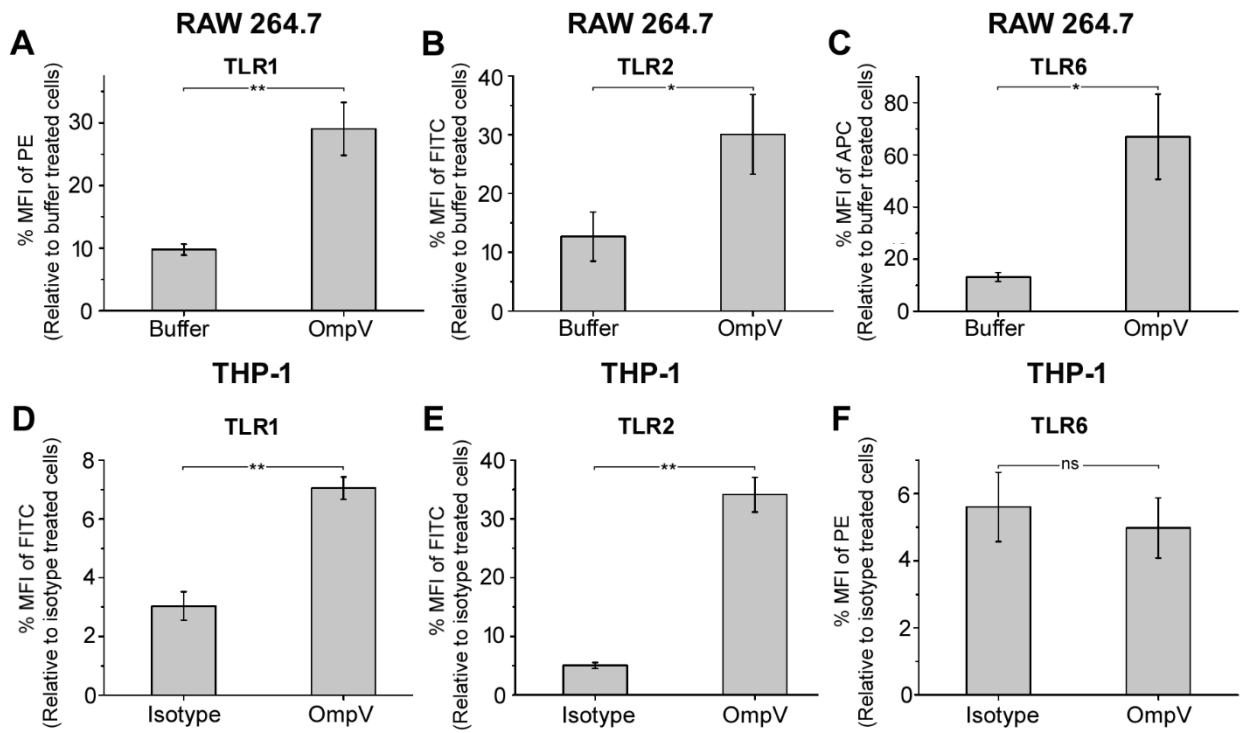 RAW 264.7
RAW 264.7
RAW 264.7
A
B
C
TLR1
TLR2
TLR6
**
*
*
% MFI of PE
(Relative to buffer treated cells)
30
20
10
0
Buffer
OmpV
% MFI of FITC
(Relative to buffer treated cells)
40
30
20
10
0
Buffer
OmpV
% MFI of APC
(Relative to buffer treated cells)
80
60
40
20
0
Buffer
OmpV
THP-1
THP-1
THP-1
D
E
F
TLR1
TLR2
TLR6
**
**
ns
% MFI of FITC
(Relative to isotype treated cells)
8
6
4
2
0
Isotype
OmpV
% MFI of FITC
(Relative to isotype treated cells)
40
30
20
10
0
Isotype
OmpV
% MFI of PE
(Relative to isotype treated cells)
6
4
2
0
Isotype
OmpV